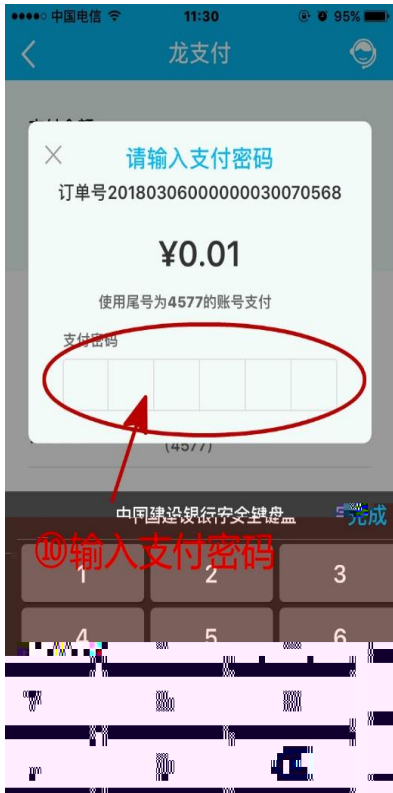 中国电信 11:30 95%
龙支付
请输入支付密码
订单号20180306000000030070568
¥0.01
使用尾号为4577的账号支付
支付密码
(4577)
中国建设银行安全键盘 完成
⑩输入支付密码
1 2 3
4 5 6